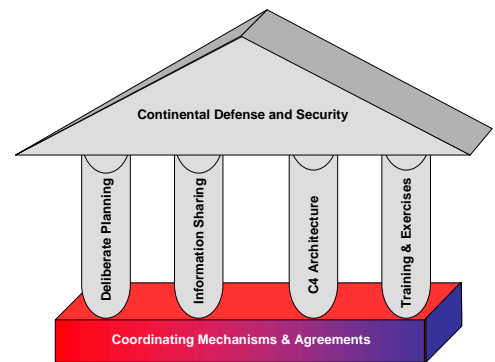 Continental Defense and Security
Deliberate Planning
Information Sharing
C4 Architecture
Training & Exercises
Coordinating Mechanisms & Agreements